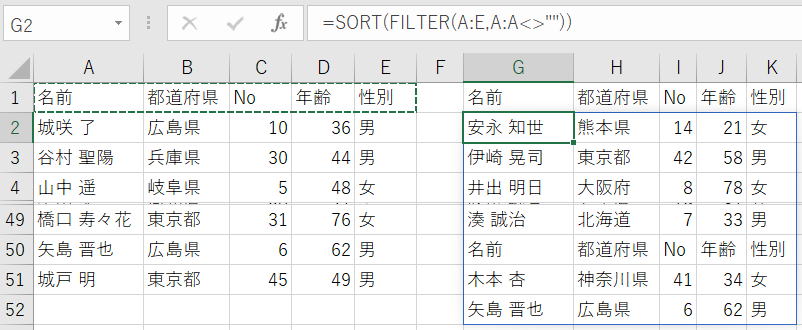 G2 =SORT(FILTER(A:E,A:A<>""))
A B C D E F G H I J K
1 名前 都道府県 No 年齢 性別 名前 都道府県 No 年齢 性別
2 城咲 了 広島県 10 36 男 安永 知世 熊本県 14 21 女
3 谷村 聖陽 兵庫県 30 44 男 伊崎 晃司 東京都 42 58 男
4 山中 遥 岐阜県 5 48 女 井出 明日 大阪府 8 78 女
49 橋口 寿々花 東京都 31 76 女 湊 誠治 北海道 7 33 男
50 矢島 晋也 広島県 6 62 男 名前 都道府県 No 年齢 性別
51 城戸 明 東京都 45 49 男 木本 杏 神奈川県 41 34 女
52 矢島 晋也 広島県 6 62 男